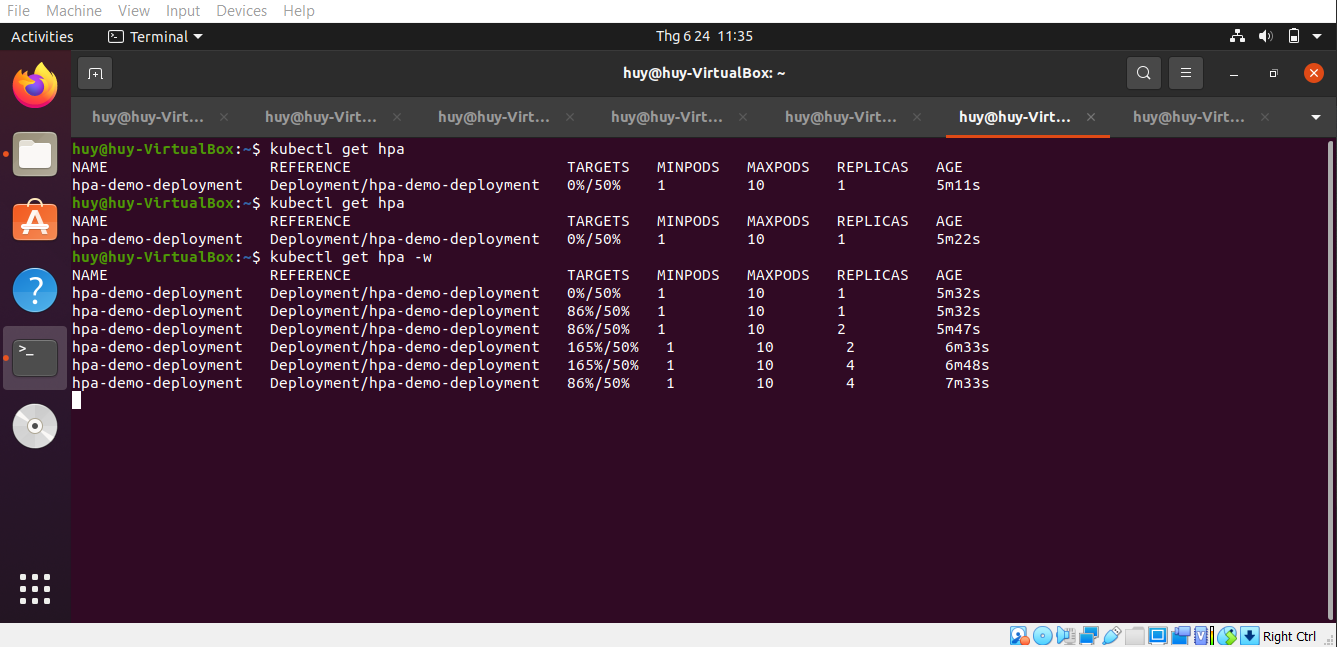 File Machine View Input Devices Help
Activities Terminal Thg 6 24 11:35
huy@huy-VirtualBox: ~
huy@huy-Virt... huy@huy-Virt... huy@huy-Virt... huy@huy-Virt... huy@huy-Virt... huy@huy-Virt... huy@huy-Virt...
huy@huy-VirtualBox:~$ kubectl get hpa
NAME REFERENCE TARGETS MINPODS MAXPODS REPLICAS AGE
hpa-demo-deployment Deployment/hpa-demo-deployment 0%/50% 1 10 1 5m11s
huy@huy-VirtualBox:~$ kubectl get hpa
NAME REFERENCE TARGETS MINPODS MAXPODS REPLICAS AGE
hpa-demo-deployment Deployment/hpa-demo-deployment 0%/50% 1 10 1 5m22s
huy@huy-VirtualBox:~$ kubectl get hpa -w
NAME REFERENCE TARGETS MINPODS MAXPODS REPLICAS AGE
hpa-demo-deployment Deployment/hpa-demo-deployment 0%/50% 1 10 1 5m32s
hpa-demo-deployment Deployment/hpa-demo-deployment 86%/50% 1 10 1 5m32s
hpa-demo-deployment Deployment/hpa-demo-deployment 86%/50% 1 10 2 5m47s
hpa-demo-deployment Deployment/hpa-demo-deployment 165%/50% 1 10 2 6m33s
hpa-demo-deployment Deployment/hpa-demo-deployment 165%/50% 1 10 4 6m48s
hpa-demo-deployment Deployment/hpa-demo-deployment 86%/50% 1 10 4 7m33s
Right Ctrl